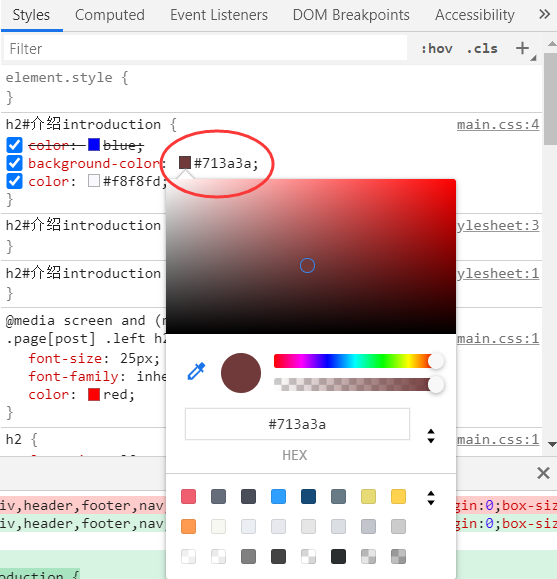 Styles Computed Event Listeners DOM Breakpoints Accessibility »
Filter :hov .cls +
element.style {
}
h2#介绍introduction { main.css:4
color: blue;
background-color: #713a3a;
color: #f8f8fd;
}
h2#介绍introduction ylesheet:3
}
h2#介绍introduction ylesheet:1
}
@media screen and (m main.css:1
.page[post] .left h2
font-size: 25px;
font-family: inhe
color: red;
}
h2 { main.css:1
#713a3a
HEX
iv,header,footer,nav, gin:0;box-siz
iv,header,footer,nav, gin:0;box-siz
oduction {